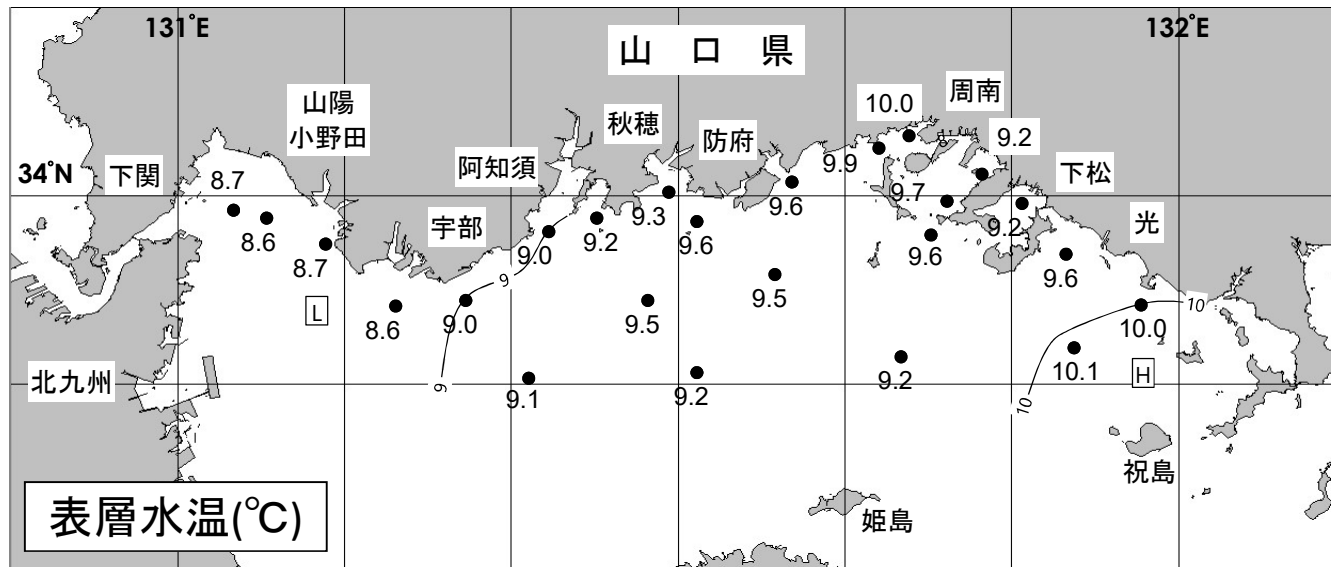 131°E
132°E
山 口 県
10.0
周南
山陽
小野田
秋穂
防府
9.9
9.2
阿知須
34°N
下関
8.7
9.7
下松
9.3
9.6
8.6
宇部
9.2
9.0
9.6
9.2
光
8.7
9.6
9.6
9
9.5
L
8.6
9.0
9.5
10
10.0
10.1
H
9.2
北九州
9
9.1
9.2
10
祝島
表層水温(℃)
姫島